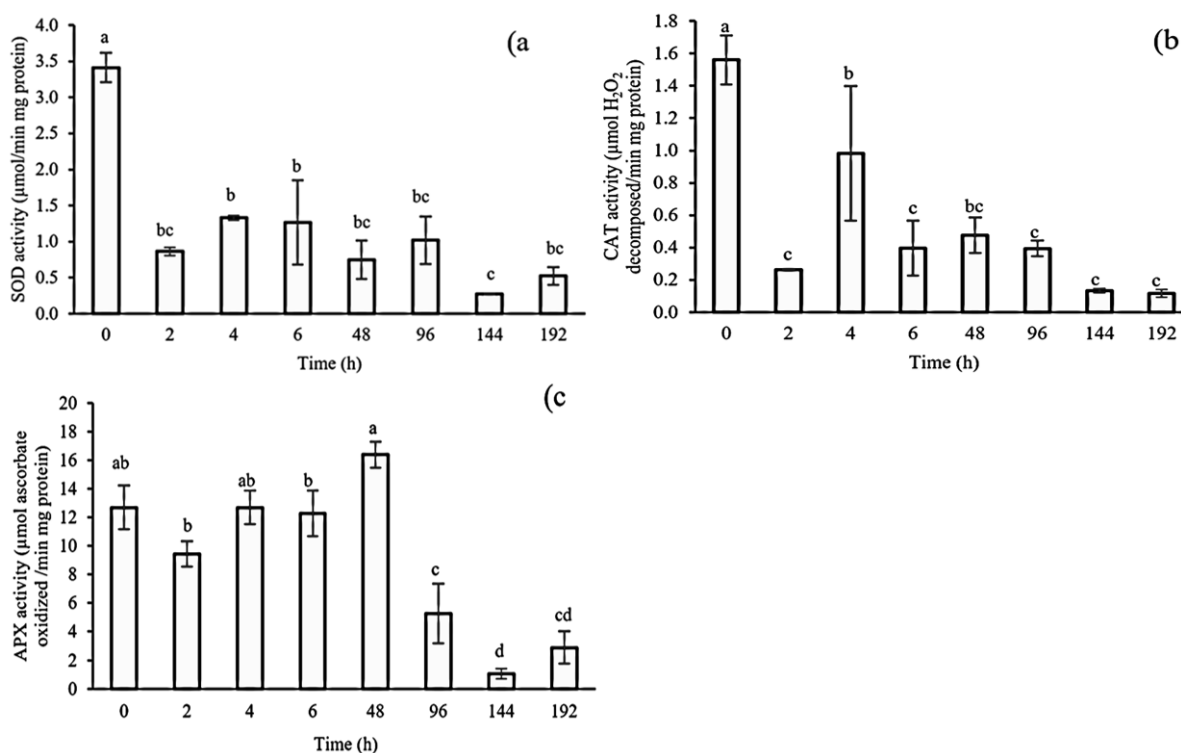 (a
SOD activity (μmol/min mg protein)
4.0
3.5
3.0
2.5
2.0
1.5
1.0
0.5
0.0
a
bc
b
b
bc
bc
c
bc
0 2 4 6 48 96 144 192
Time (h)
(b
CAT activity (μmol H₂O₂
decomposed/min mg protein)
1.8
1.6
1.4
1.2
1.0
0.8
0.6
0.4
0.2
0.0
a
c
b
c
bc
c
c
c
0 2 4 6 48 96 144 192
Time (h)
(c
APX activity (μmol ascorbate
oxidized /min mg protein)
20
18
16
14
12
10
8
6
4
2
0
ab
b
ab
b
a
c
d
cd
0 2 4 6 48 96 144 192
Time (h)